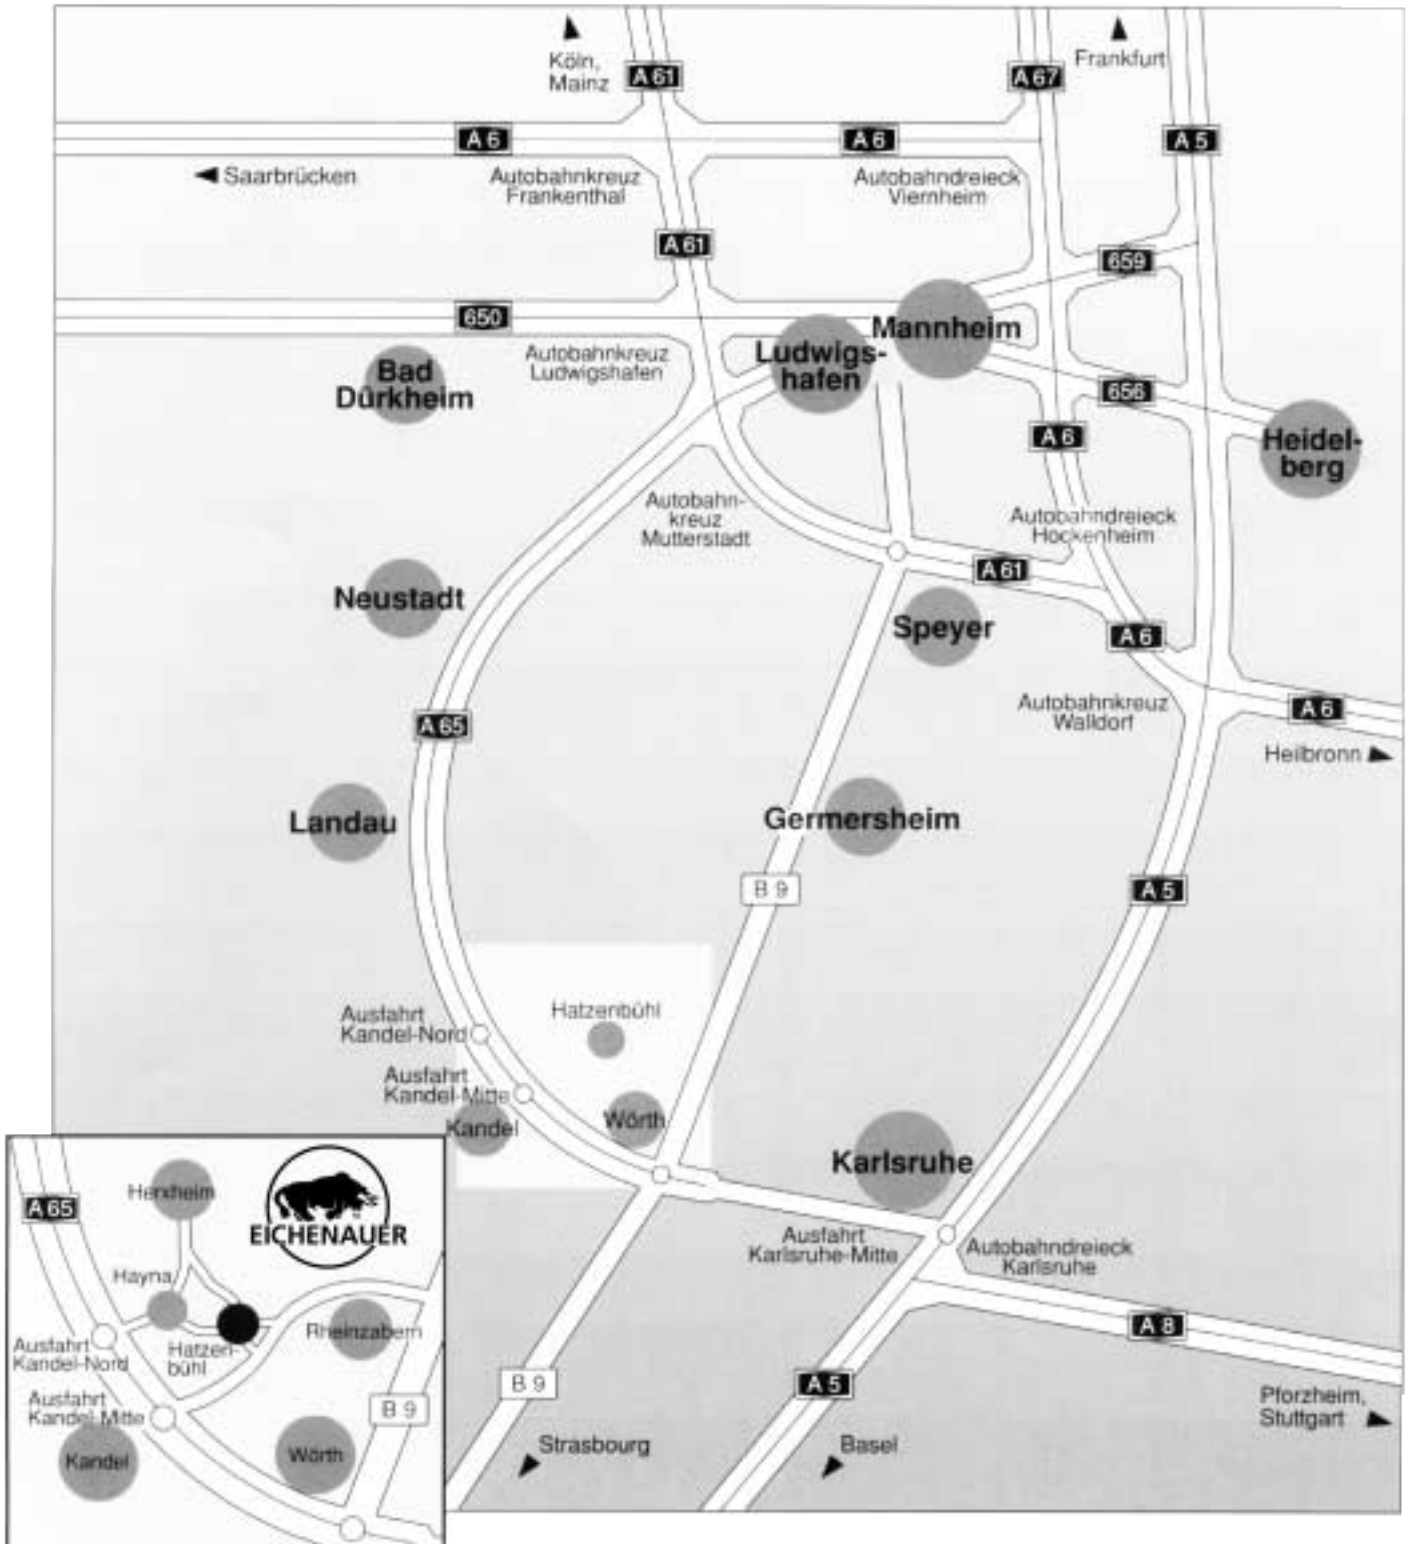 Köln,
Mainz
A 61
A 67
Frankfurt
A 6
A 6
A 5
Saarbrücken
Autobahnkreuz
Frankenthal
Autobahndreieck
Viernheim
A 61
659
650
Mannheim
Autobahnkreuz
Ludwigshafen
Ludwigs-
hafen
Bad
Dürkheim
656
A 6
Heidel-
berg
Autobahn-
kreuz
Mutterstadt
Autobahndreieck
Hockenheim
A 61
Neustadt
Speyer
A 6
A 65
Autobahnkreuz
Walldorf
A 6
Heilbronn
Landau
Germersheim
B 9
A 5
Ausfahrt
Kandel-Nord
Hatzenbühl
Ausfahrt
Kandel-Mitte
Kandel
Wörth
Karlsruhe
Ausfahrt
Karlsruhe-Mitte
Autobahndreieck
Karlsruhe
A 8
B 9
A 5
Pforzheim,
Stuttgart
Strasbourg
Basel
A 65
Herxheim
EICHENAUER
Hayna
Ausfahrt
Kandel-Nord
Hatzen-
bühl
Rheinzabern
Ausfahrt
Kandel-Mitte
B 9
Kandel
Wörth